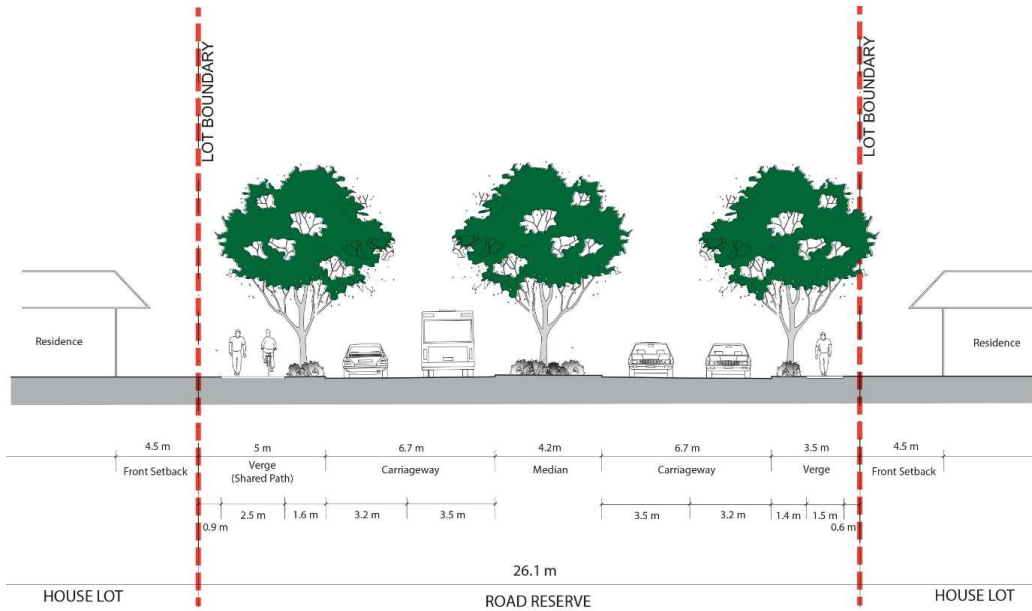 LOT BOUNDARY
LOT BOUNDARY
Residence
Residence
4.5 m
5 m
6.7 m
4.2m
6.7 m
3.5 m
4.5 m
Front Setback
Verge
(Shared Path)
Carriageway
Median
Carriageway
Verge
Front Setback
0.9 m
2.5 m
1.6 m
3.2 m
3.5 m
3.5 m
3.2 m
1.4 m
1.5 m
0.6 m
26.1 m
HOUSE LOT
ROAD RESERVE
HOUSE LOT